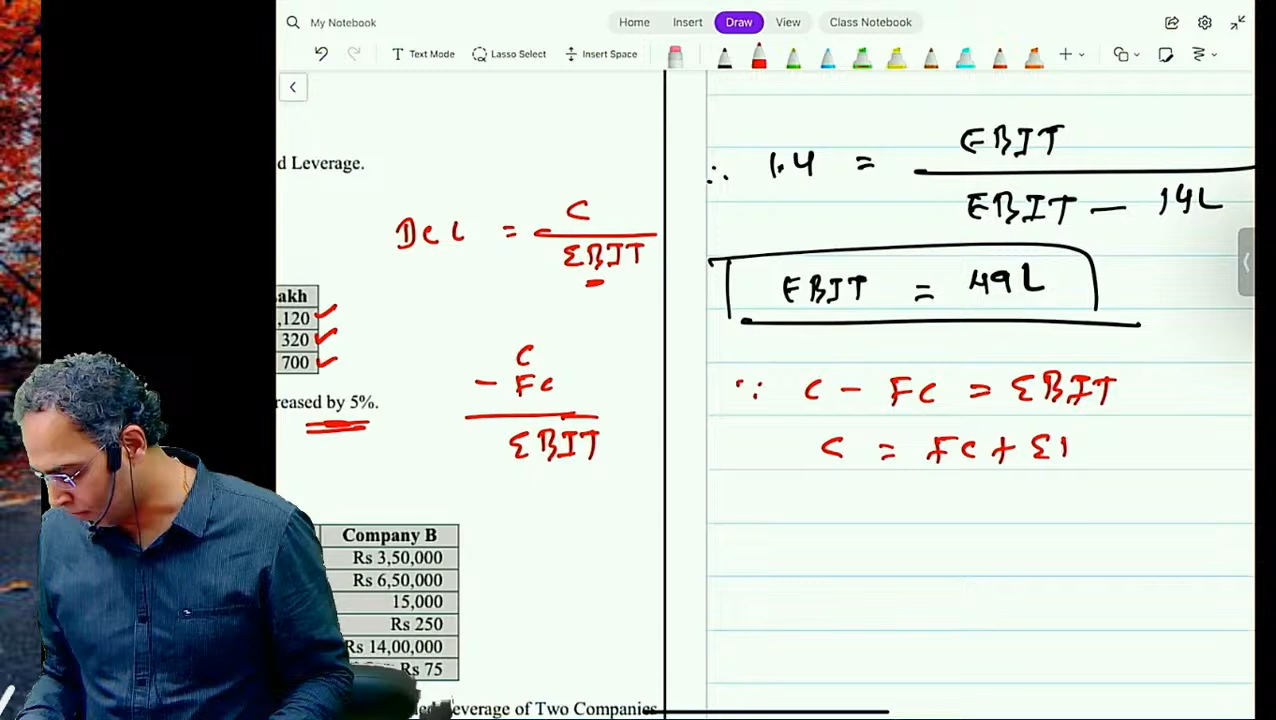 My Notebook
Home Insert Draw View Class Notebook
Text Mode Lasso Select Insert Space
d Leverage.
DCL = C / EBIT
akh
,120
320
700
C
- FC
EBIT
reased by 5%.
Company B
Rs 3,50,000
Rs 6,50,000
15,000
Rs 250
Rs 14,00,000
Rs 75
everage of Two Companies
∴ 1.4 = EBIT / EBIT - 14L
EBIT = 49L
∵ C - FC = EBIT
C = FC + EI